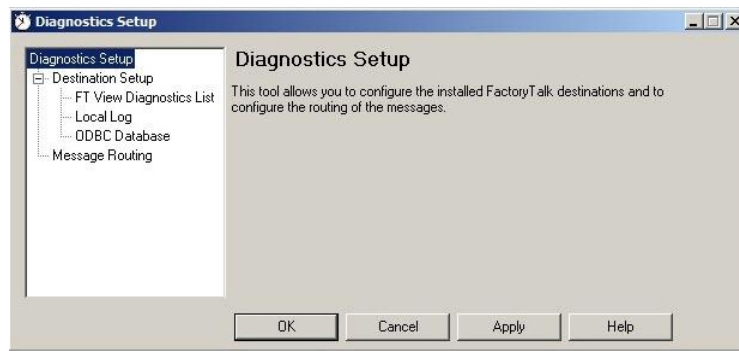 Diagnostics Setup
Diagnostics Setup
Destination Setup
FT View Diagnostics List
Local Log
ODBC Database
Message Routing
Diagnostics Setup
This tool allows you to configure the installed FactoryTalk destinations and to
configure the routing of the messages.
OK
Cancel
Apply
Help